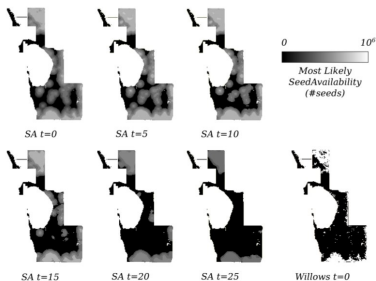 0 10⁶
Most Likely
SeedAvailability
(#seeds)
SA t=0 SA t=5 SA t=10
SA t=15 SA t=20 SA t=25 Willows t=0